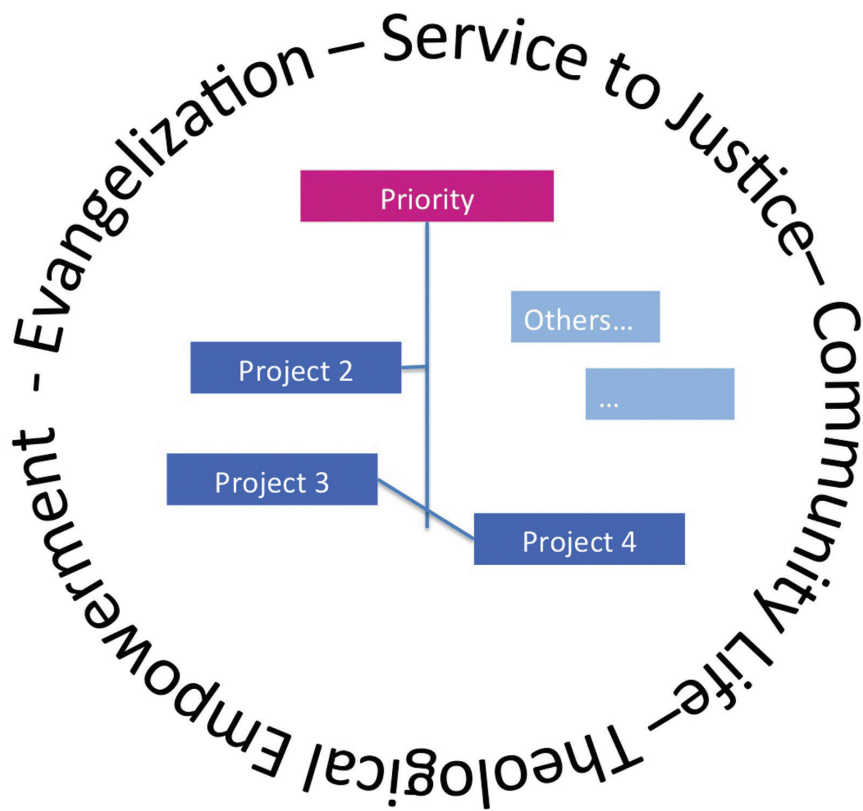 - Evangelization – Service to Justice– Community Life– Theological Empowerment
Priority
Others...
Project 2
...
Project 3
Project 4